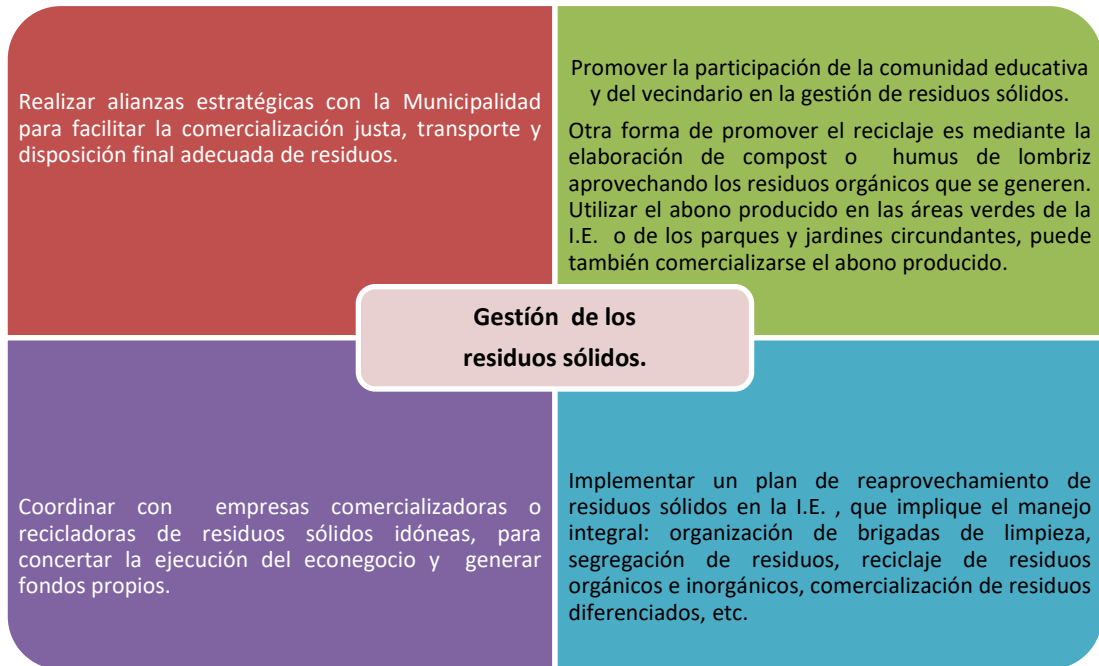 Realizar alianzas estratégicas con la Municipalidad
para facilitar la comercialización justa, transporte y
disposición final adecuada de residuos.
Promover la participación de la comunidad educativa
y del vecindario en la gestión de residuos sólidos.
Otra forma de promover el reciclaje es mediante la
elaboración de compost o humus de lombriz
aprovechando los residuos orgánicos que se generen.
Utilizar el abono producido en las áreas verdes de la
I.E. o de los parques y jardines circundantes, puede
también comercializarse el abono producido.
Gestíón de los
residuos sólidos.
Coordinar con empresas comercializadoras o
recicladoras de residuos sólidos idóneas, para
concertar la ejecución del econegocio y generar
fondos propios.
Implementar un plan de reaprovechamiento de
residuos sólidos en la I.E. , que implique el manejo
integral: organización de brigadas de limpieza,
segregación de residuos, reciclaje de residuos
orgánicos e inorgánicos, comercialización de residuos
diferenciados, etc.